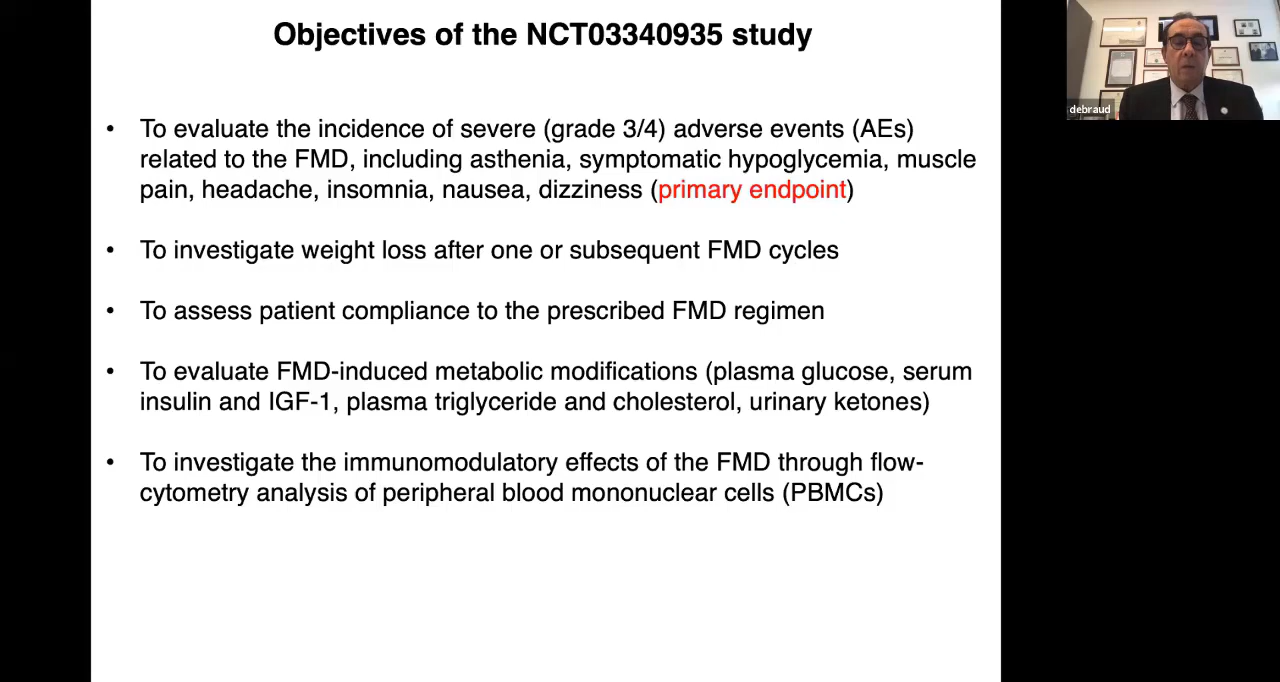 Objectives of the NCT03340935 study
debraud
• To evaluate the incidence of severe (grade 3/4) adverse events (AEs)
related to the FMD, including asthenia, symptomatic hypoglycemia, muscle
pain, headache, insomnia, nausea, dizziness (primary endpoint)
• To investigate weight loss after one or subsequent FMD cycles
• To assess patient compliance to the prescribed FMD regimen
• To evaluate FMD-induced metabolic modifications (plasma glucose, serum
insulin and IGF-1, plasma triglyceride and cholesterol, urinary ketones)
• To investigate the immunomodulatory effects of the FMD through flow-
cytometry analysis of peripheral blood mononuclear cells (PBMCs)